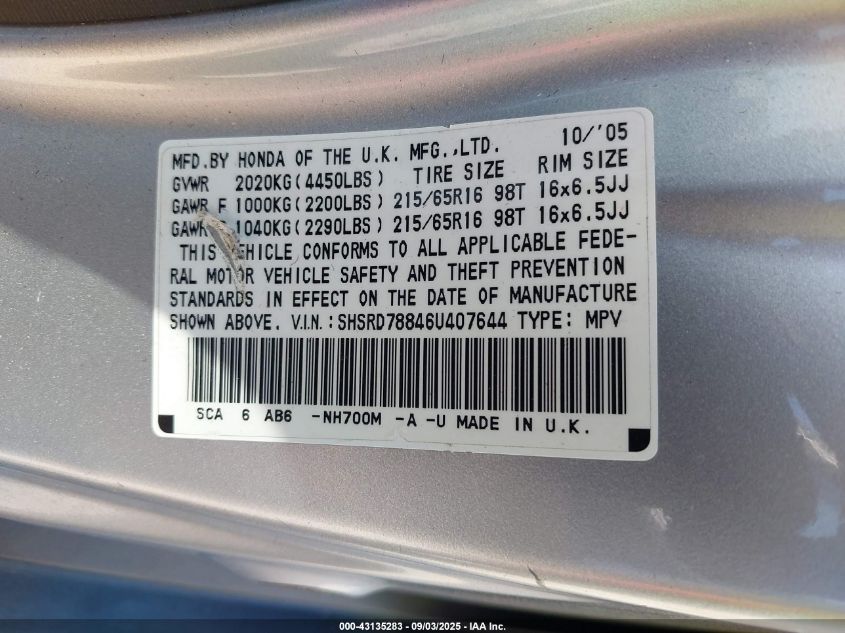 MFD.BY HONDA OF THE U.K. MFG.,LTD. 10/'05
GVWR 2020KG(4450LBS) TIRE SIZE RIM SIZE
GAWR F 1000KG(2200LBS) 215/65R16 98T 16x6.5JJ
GAWR 1040KG(2290LBS) 215/65R16 98T 16x6.5JJ
THIS VEHICLE CONFORMS TO ALL APPLICABLE FEDE-
RAL MOTOR VEHICLE SAFETY AND THEFT PREVENTION
STANDARDS IN EFFECT ON THE DATE OF MANUFACTURE
SHOWN ABOVE. V.I.N.:SHSRD78846U407644 TYPE: MPV
SCA 6 AB6 -NH700M -A -U MADE IN U.K.
000-43135283 - 09/03/2025 - IAA Inc.